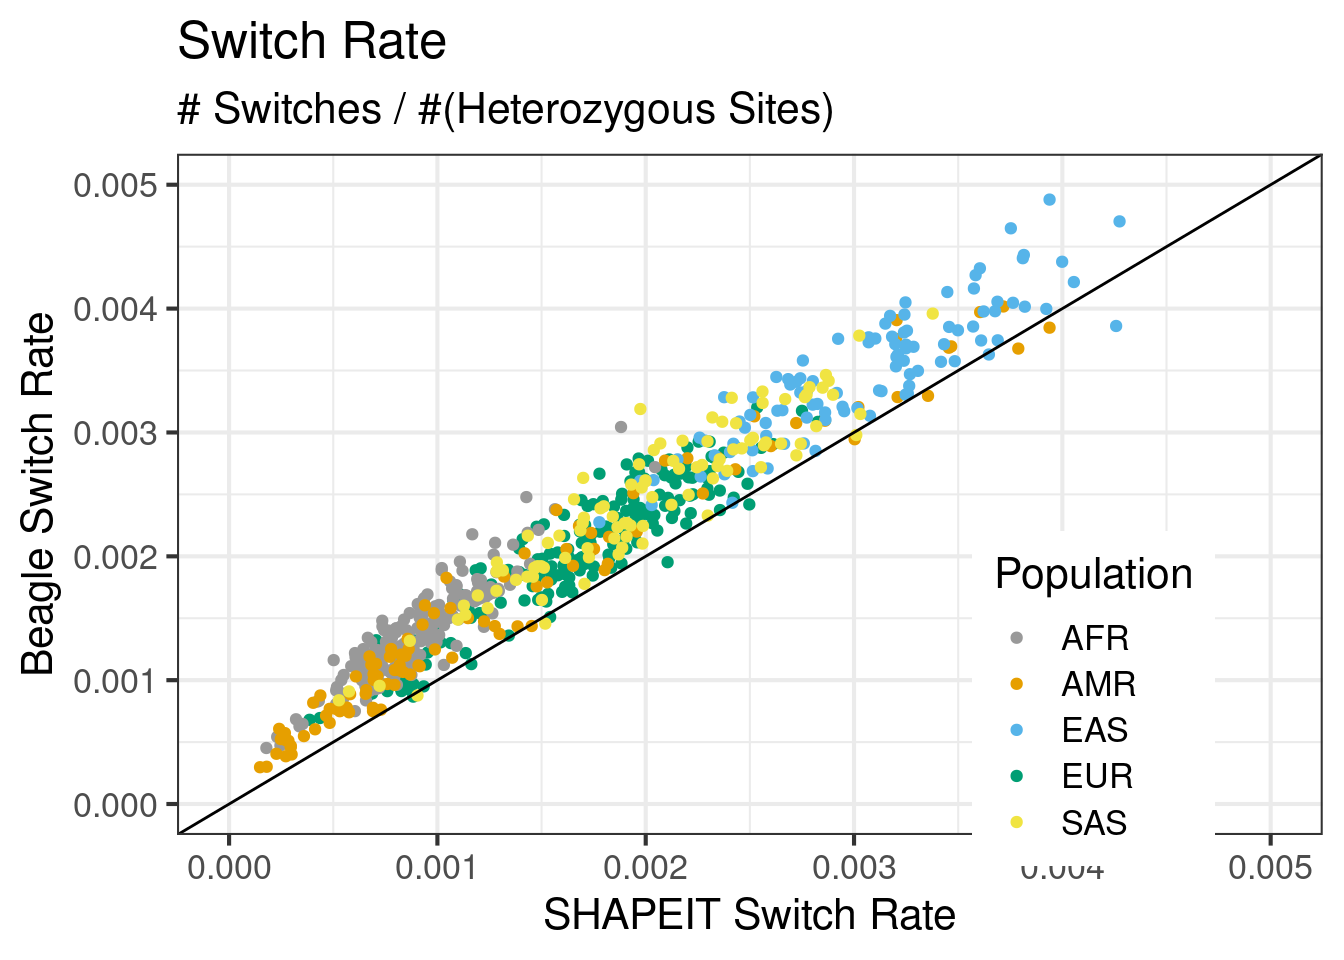 Switch Rate
# Switches / #(Heterozygous Sites)
0.005
0.004
0.003
0.002
0.001
0.000
Beagle Switch Rate
Population
AFR
AMR
EAS
EUR
SAS
0.000 0.001 0.002 0.003 0.004 0.005
SHAPEIT Switch Rate